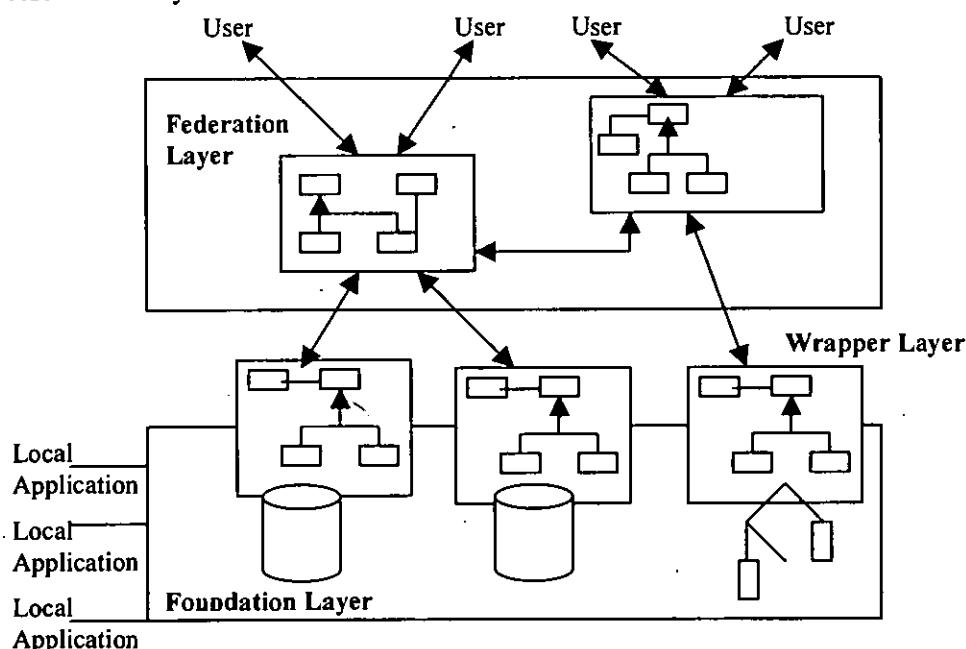 User
User
User
User
Federation
Layer
Wrapper Layer
Local
Application
Local
Application
Foundation Layer
Local
Application